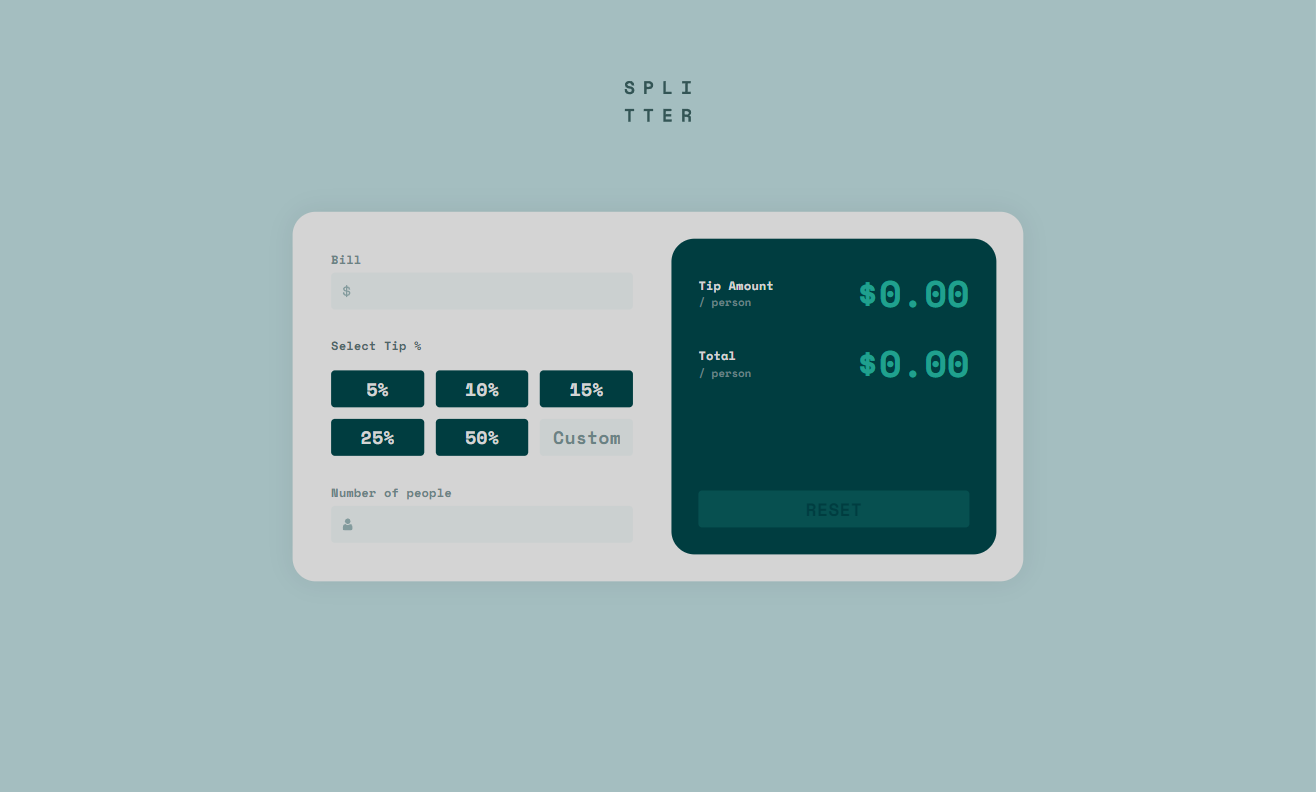 SPLI
TTER
Bill
$
Select Tip %
5%
10%
15%
25%
50%
Custom
Number of people
Tip Amount
/ person
$0.00
Total
/ person
$0.00
RESET